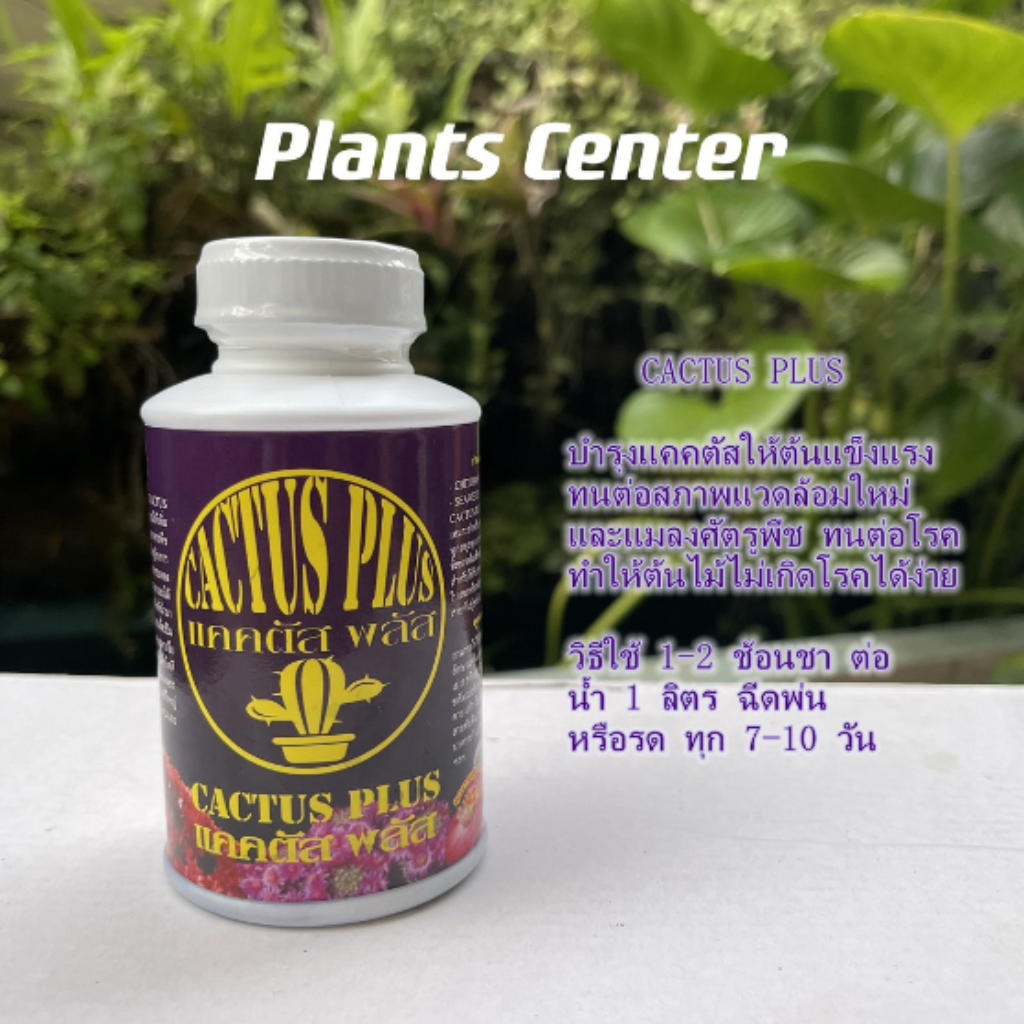 Plants Center
CACTUS PLUS
บำรุงแคคตัสให้ต้นแข็งแรง
ทนต่อสภาพแวดล้อมใหม่
และแมลงศัตรูพืช ทนต่อโรค
ทำให้ต้นไม้ไม่เกิดโรคได้ง่าย
วิธีใช้ 1-2 ช้อนชา ต่อ
น้ำ 1 ลิตร ฉีดพ่น
หรือรด ทุก 7-10 วัน
CACTUS PLUS
แคคตัส พลัส
CACTUS PLUS
แคคตัส พลัส